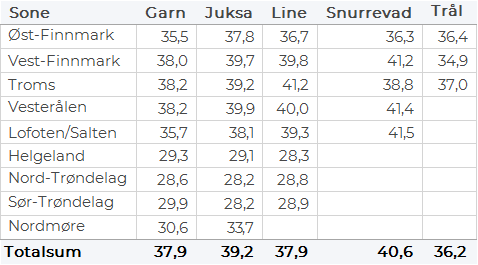 Sone Garn Juksa Line Snurrevad Trål
Øst-Finnmark 35,5 37,8 36,7 36,3 36,4
Vest-Finnmark 38,0 39,7 39,8 41,2 34,9
Troms 38,2 39,2 41,2 38,8 37,0
Vesterålen 38,2 39,9 40,0 41,4
Lofoten/Salten 35,7 38,1 39,3 41,5
Helgeland 29,3 29,1 28,3
Nord-Trøndelag 28,6 28,2 28,8
Sør-Trøndelag 29,9 28,2 28,9
Nordmøre 30,6 33,7
Totalsum 37,9 39,2 37,9 40,6 36,2